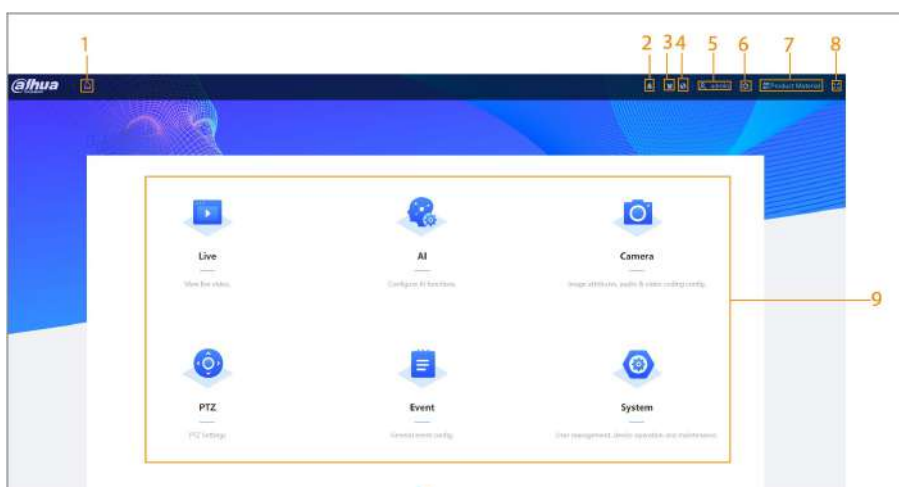 1 2 3 4 5 6 7 8
alhua admin Product Material
Live AI Camera
View live video. Configure AI functions. Image attributes, audio & video coding config.
9
PTZ Event System
PTZ Settings General event config. User management, device operation and maintenance.